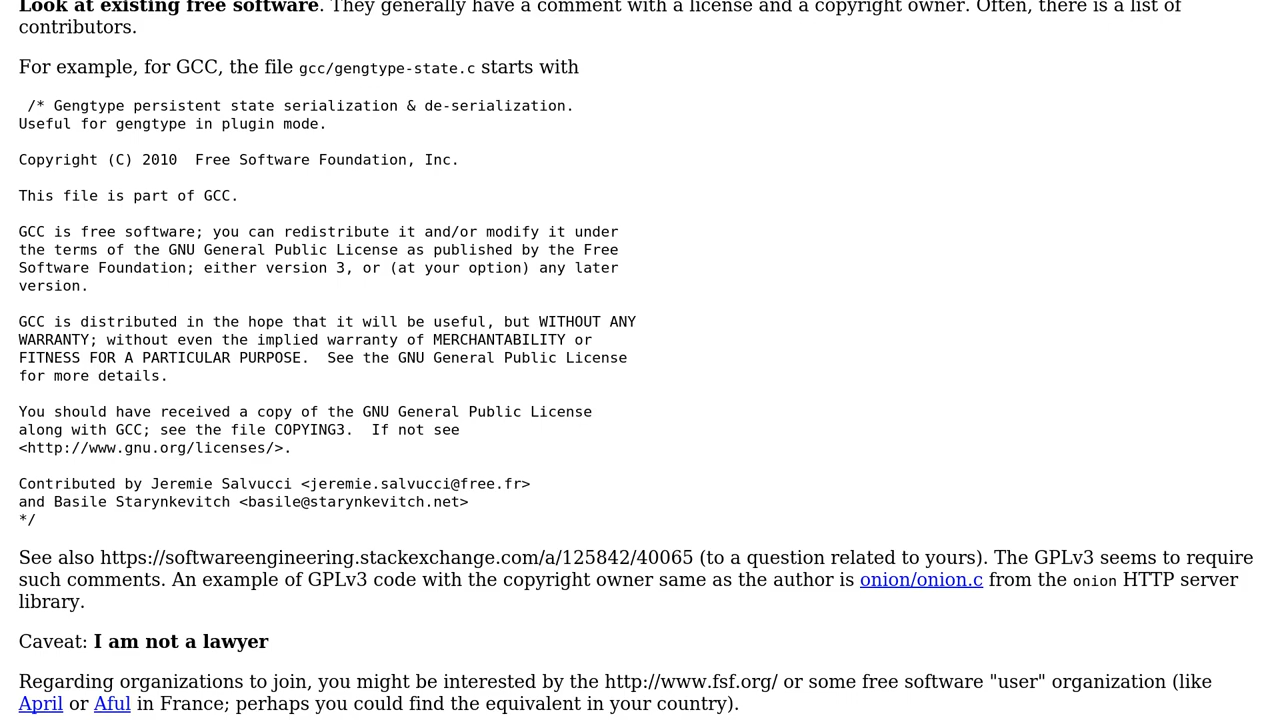 Look at existing free software. They generally have a comment with a license and a copyright owner. Often, there is a list of
contributors.
For example, for GCC, the file gcc/gengtype-state.c starts with
/* Gengtype persistent state serialization & de-serialization.
Useful for gengtype in plugin mode.
Copyright (C) 2010  Free Software Foundation, Inc.
This file is part of GCC.
GCC is free software; you can redistribute it and/or modify it under
the terms of the GNU General Public License as published by the Free
Software Foundation; either version 3, or (at your option) any later
version.
GCC is distributed in the hope that it will be useful, but WITHOUT ANY
WARRANTY; without even the implied warranty of MERCHANTABILITY or
FITNESS FOR A PARTICULAR PURPOSE.  See the GNU General Public License
for more details.
You should have received a copy of the GNU General Public License
along with GCC; see the file COPYING3.  If not see
<http://www.gnu.org/licenses/>.
Contributed by Jeremie Salvucci <jeremie.salvucci@free.fr>
and Basile Starynkevitch <basile@starynkevitch.net>
*/
See also https://softwareengineering.stackexchange.com/a/125842/40065 (to a question related to yours). The GPLv3 seems to require
such comments. An example of GPLv3 code with the copyright owner same as the author is onion/onion.c from the onion HTTP server
library.
Caveat: I am not a lawyer
Regarding organizations to join, you might be interested by the http://www.fsf.org/ or some free software "user" organization (like
April or Aful in France; perhaps you could find the equivalent in your country).